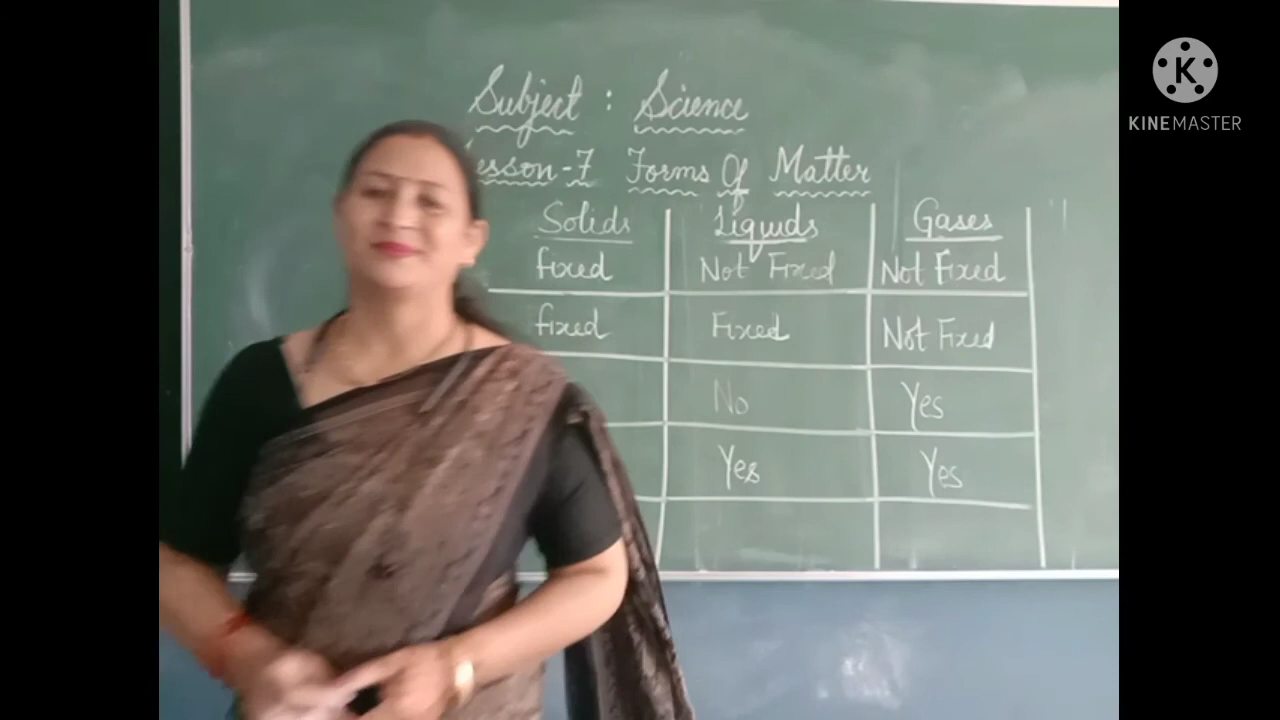 Subject : Science
Lesson-7 Forms Of Matter
Solids Liquids Gases
fixed Not Fixed Not Fixed
fixed Fixed Not Fixed
No Yes
Yes Yes
K
KINEMASTER